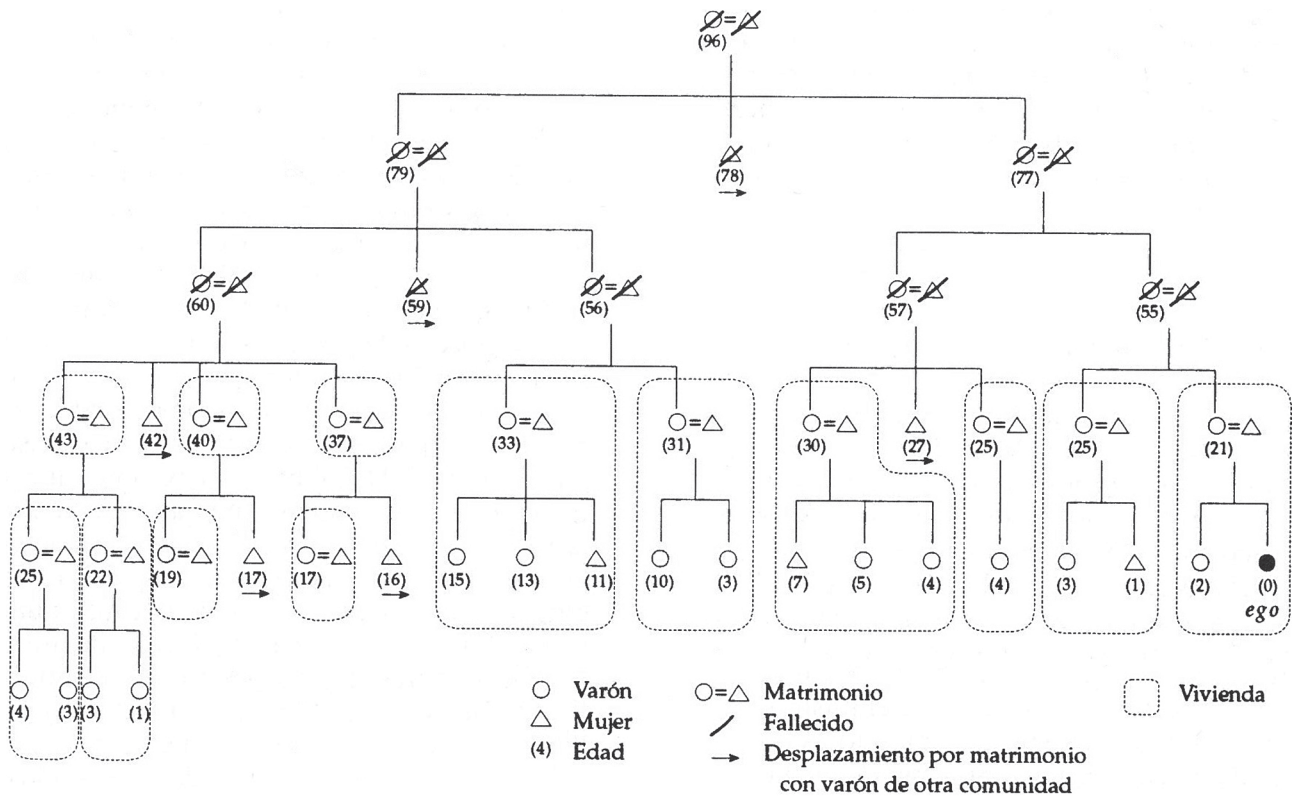 (96)
(79) (78) (77)
(60) (59) (56) (57) (55)
(43) (42) (40) (37) (33) (31) (30) (27) (25) (25) (21)
(25) (22) (19) (17) (17) (16) (15) (13) (11) (10) (3) (7) (5) (4) (4) (3) (1) (2) (0)
ego
(4) (3) (3) (1)
Varón Matrimonio Vivienda
Mujer Fallecido
(4) Edad Desplazamiento por matrimonio
con varón de otra comunidad